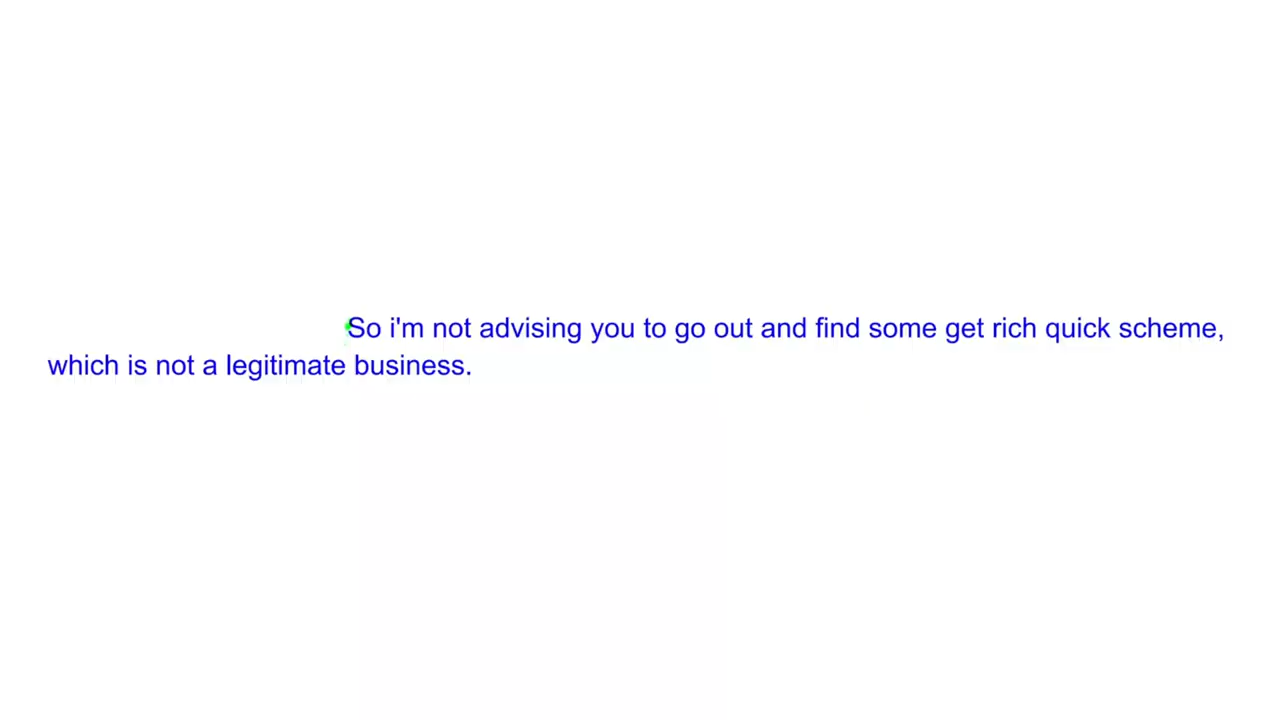 So i'm not advising you to go out and find some get rich quick scheme,
which is not a legitimate business.